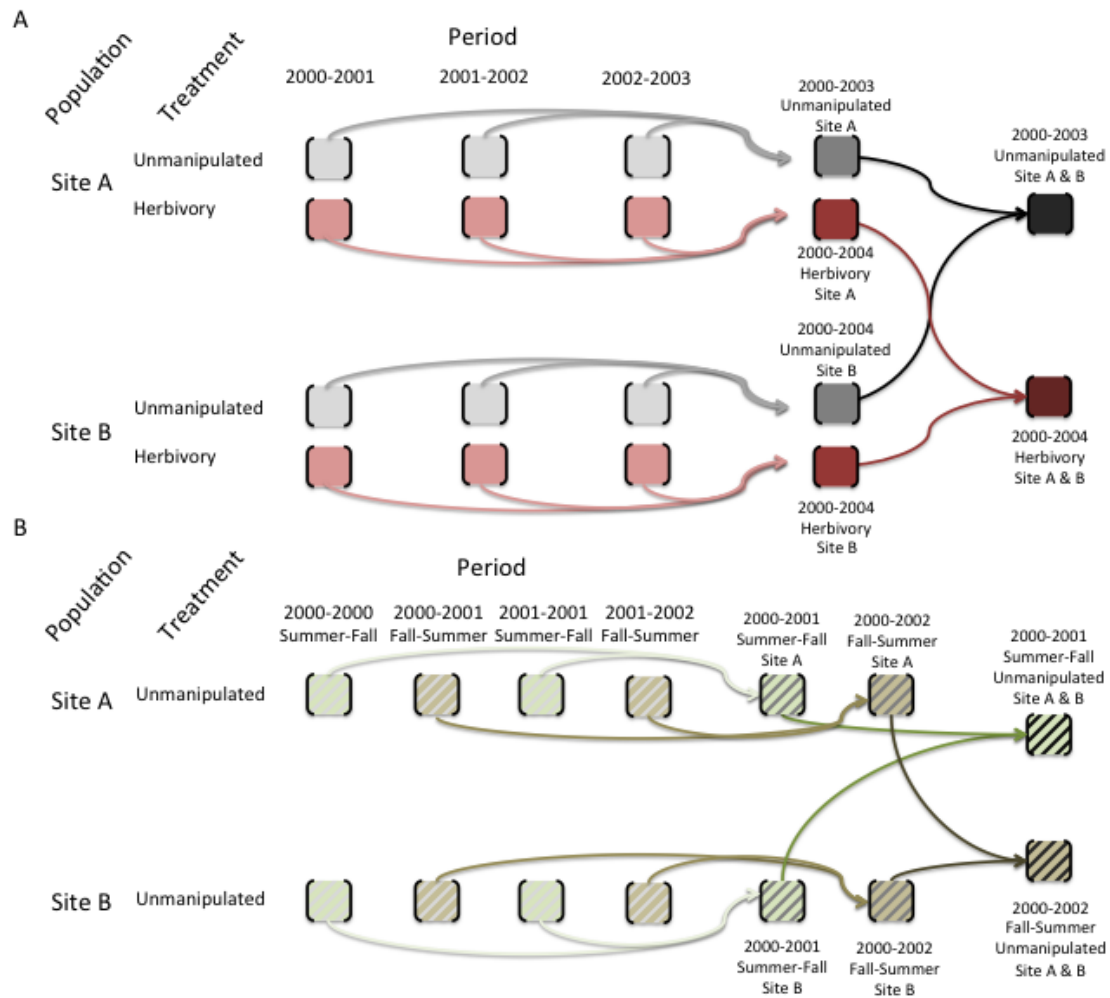 A
Period
Population
Treatment
2000-2001
2001-2002
2002-2003
2000-2003
Unmanipulated
Site A
2000-2003
Unmanipulated
Site A & B
Site A
Unmanipulated
Herbivory
2000-2004
Herbivory
Site A
2000-2004
Unmanipulated
Site B
Site B
Unmanipulated
Herbivory
2000-2004
Herbivory
Site A & B
2000-2004
Herbivory
Site B
B
Period
Population
Treatment
2000-2000
Summer-Fall
2000-2001
Fall-Summer
2001-2001
Summer-Fall
2001-2002
Fall-Summer
2000-2001
Summer-Fall
Site A
2000-2002
Fall-Summer
Site A
2000-2001
Summer-Fall
Unmanipulated
Site A & B
Site A
Unmanipulated
Site B
Unmanipulated
2000-2001
Summer-Fall
Site B
2000-2002
Fall-Summer
Site B
2000-2002
Fall-Summer
Unmanipulated
Site A & B